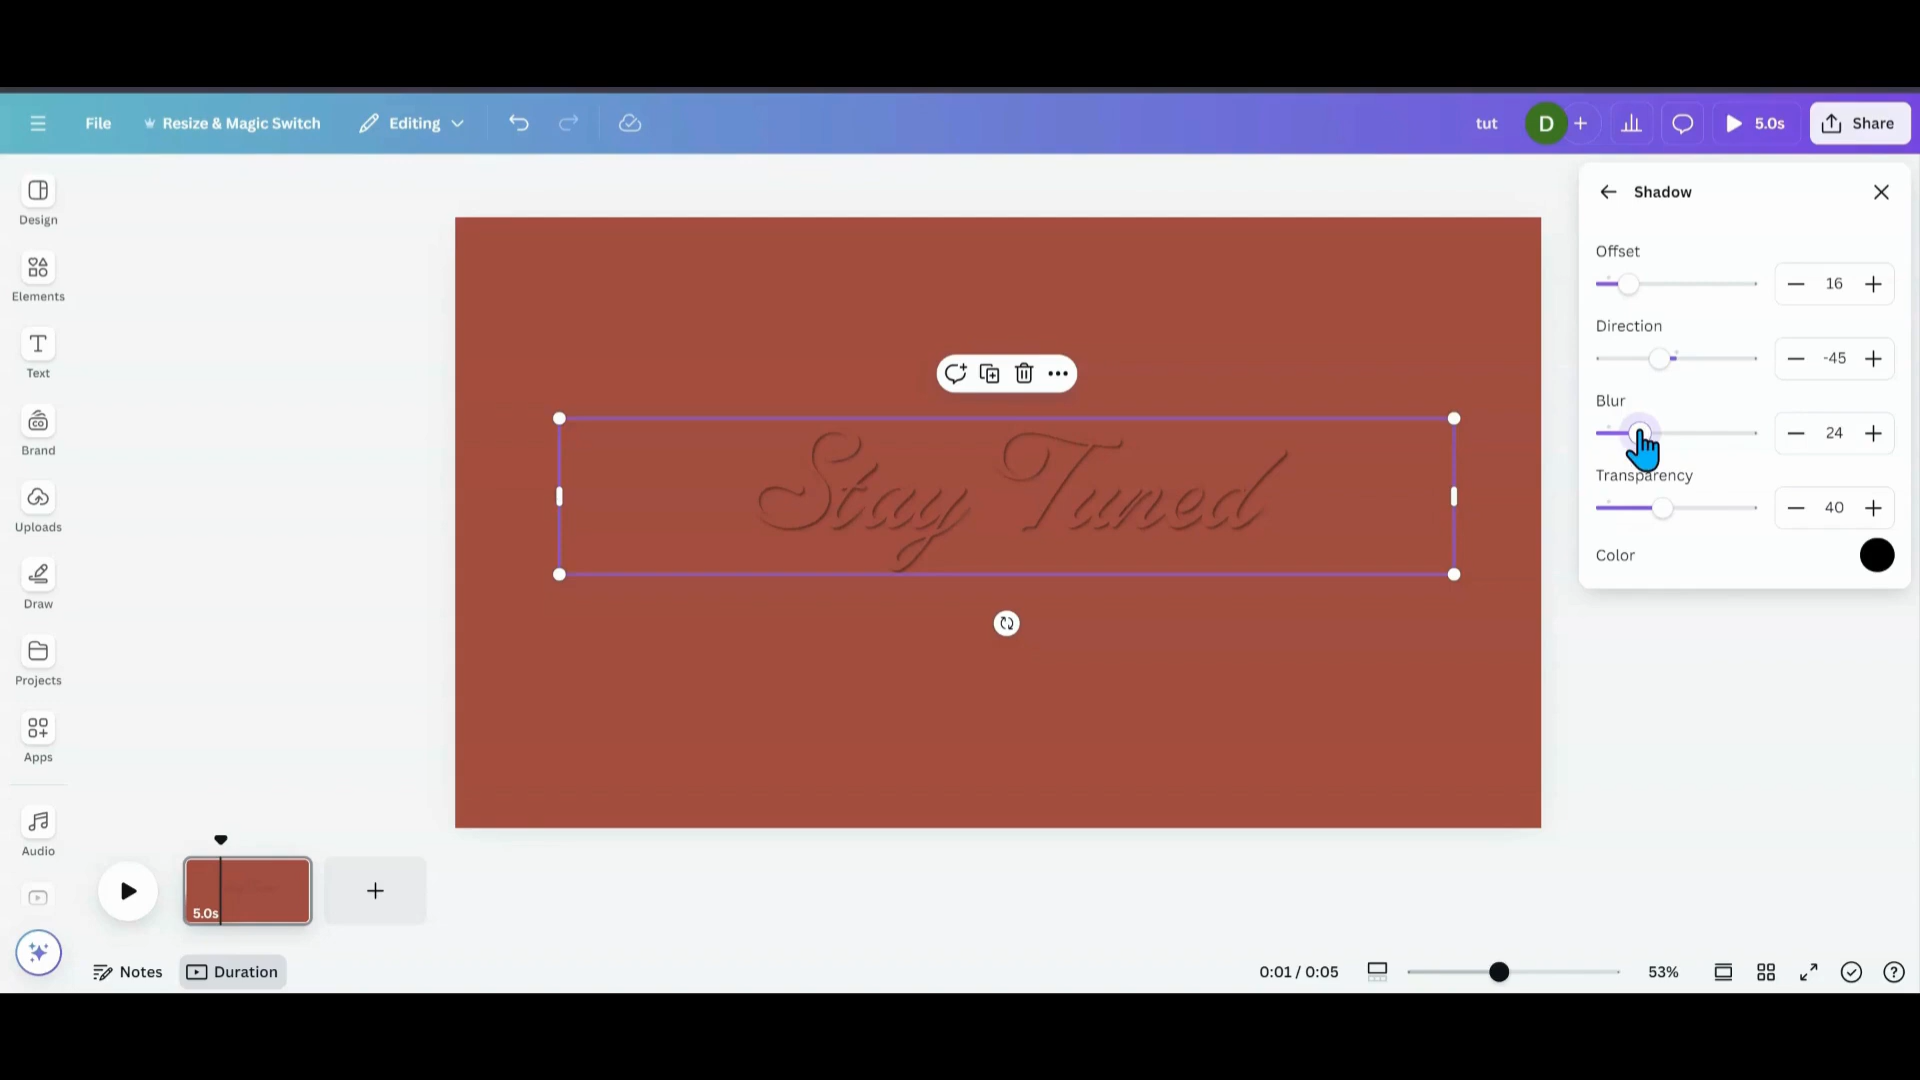 File
Resize & Magic Switch
Editing
tut
D
5.0s
Share
Design
Elements
Text
Brand
Uploads
Draw
Projects
Apps
Audio
Shadow
Offset
16
Direction
-45
Blur
24
Transparency
40
Color
Stay Tuned
5.0s
Notes
Duration
0:01 / 0:05
53%